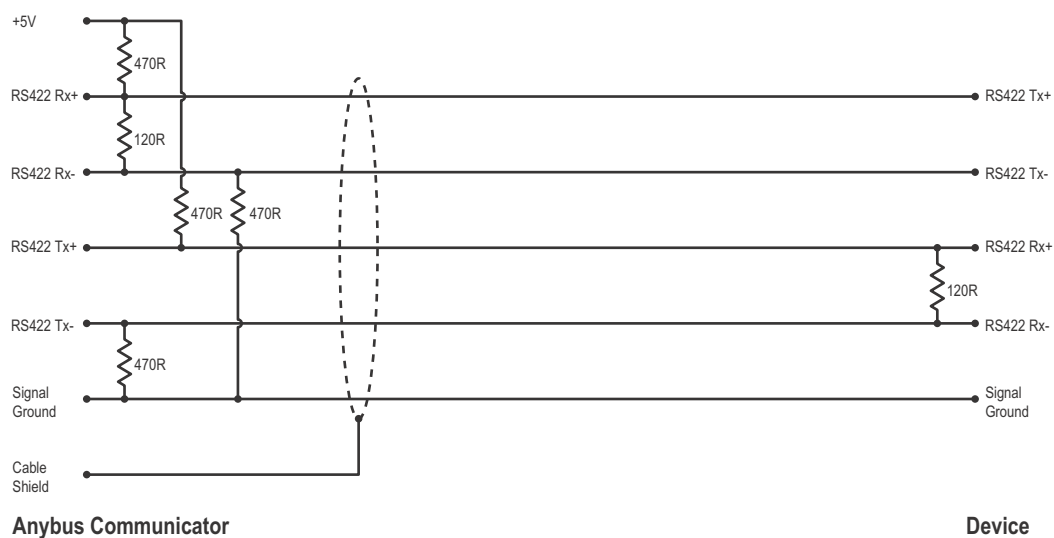 +5V
470R
RS422 Rx+
RS422 Tx+
120R
RS422 Rx-
RS422 Tx-
470R
470R
RS422 Tx+
RS422 Rx+
120R
RS422 Tx-
RS422 Rx-
470R
Signal
Ground
Signal
Ground
Cable
Shield
Anybus Communicator
Device